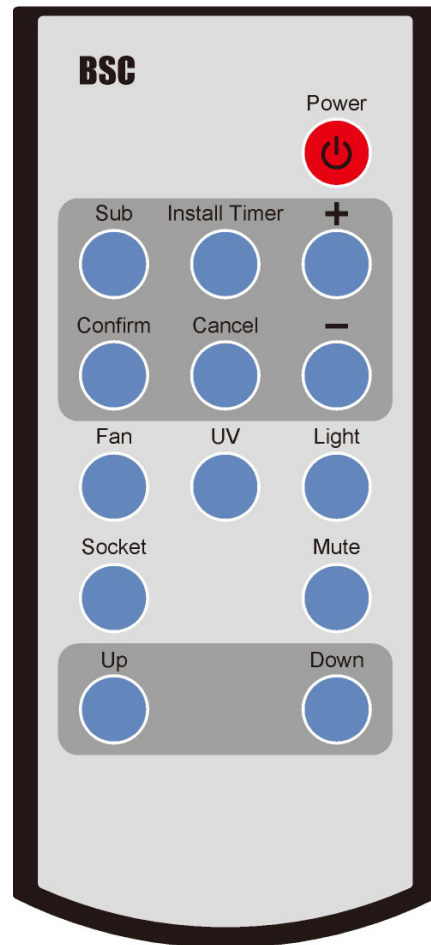 BSC
Power
Sub Install Timer +
Confirm Cancel −
Fan UV Light
Socket Mute
Up Down